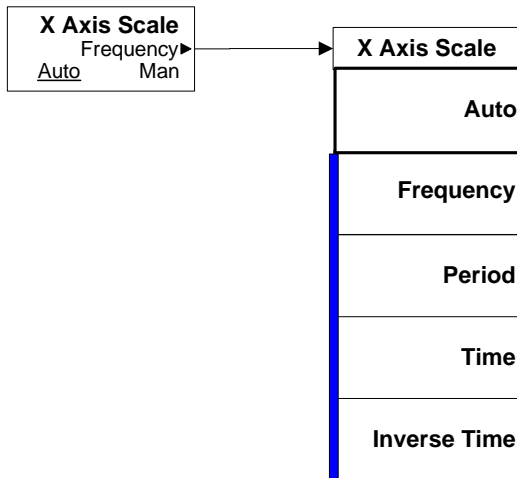 X Axis Scale
Frequency
Auto Man
X Axis Scale
Auto
Frequency
Period
Time
Inverse Time